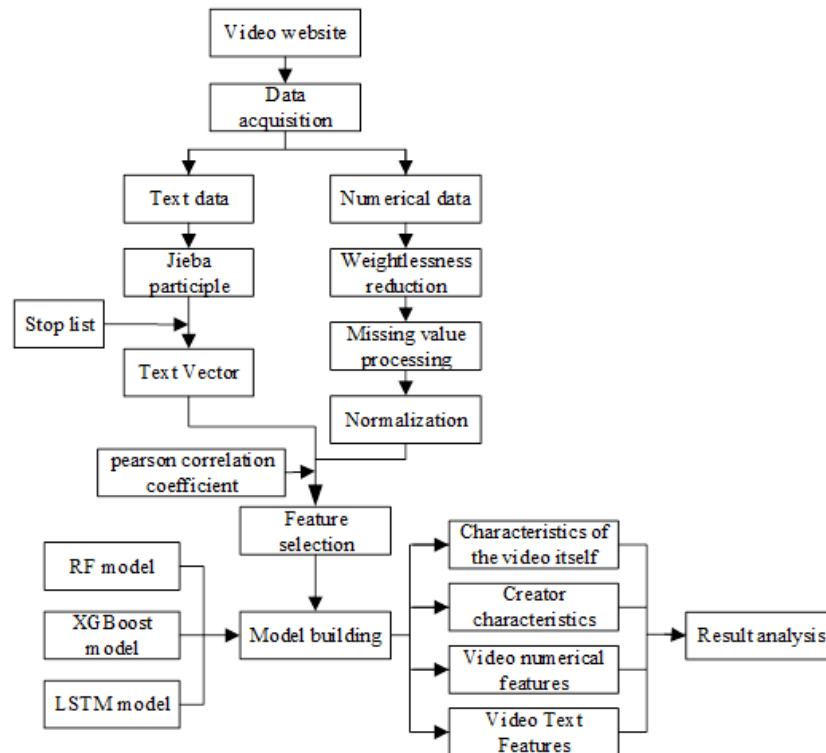 Video website
Data
acquisition
Text data
Numerical data
Jieba
participle
Weightlessness
reduction
Stop list
Missing value
processing
Text Vector
Normalization
pearson correlation
coefficient
Feature
selection
Characteristics of
the video itself
RF model
Creator
characteristics
XGBoost
model
Model building
Result analysis
Video numerical
features
LSTM model
Video Text
Features